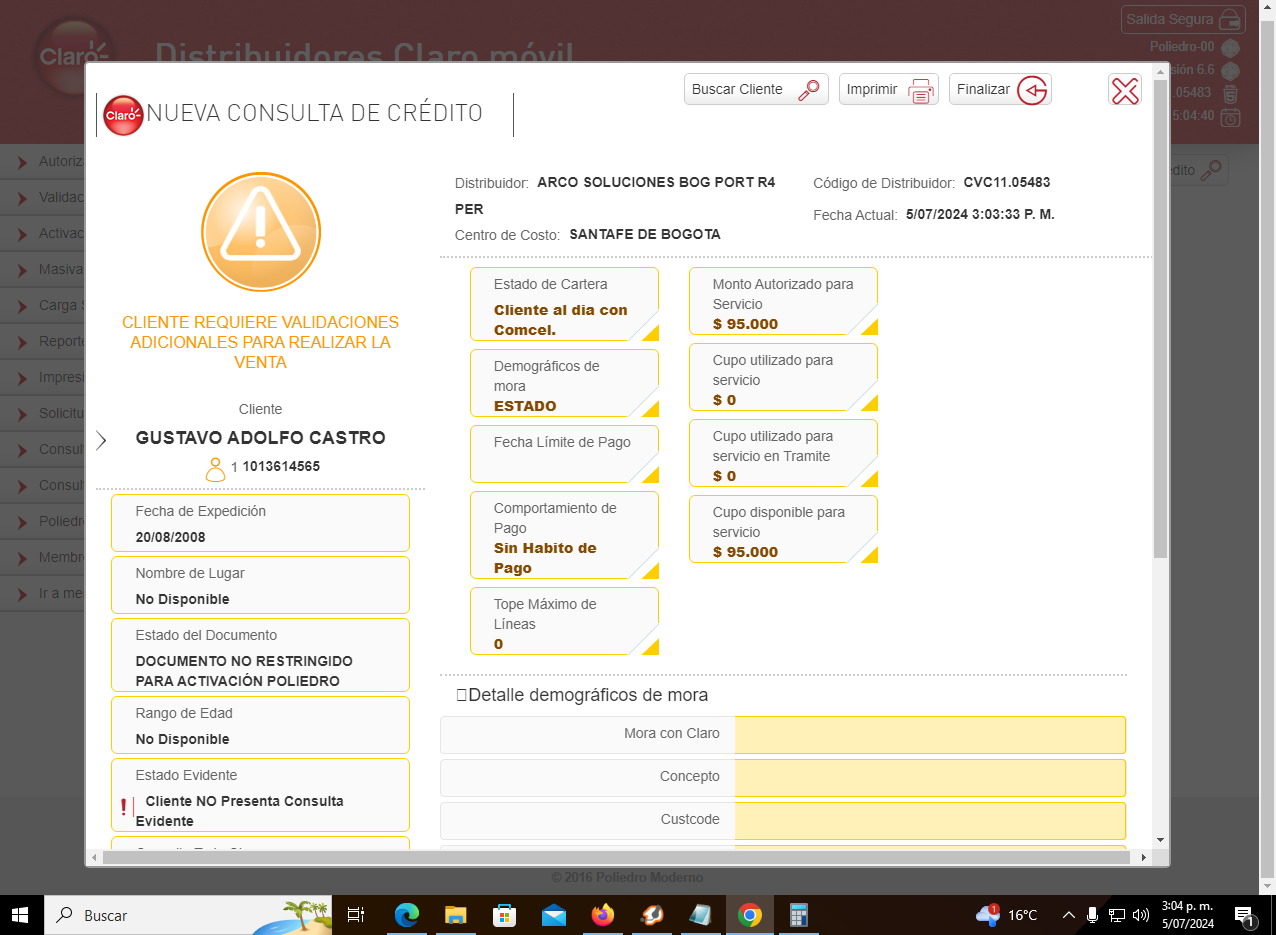 Salida Segura
Claro
Distribuidores Claro móvil
Poliedro-00
sión 6.6
.05483
5:04:40
Buscar Cliente
Imprimir
Finalizar
Claro
NUEVA CONSULTA DE CRÉDITO
Autoriz
Validac
Activac
Masiva
Carga S
Reporte
Impresi
Solicitu
Consul
Consul
Poliedr
Membr
Ir a me
édito
CLIENTE REQUIERE VALIDACIONES
ADICIONALES PARA REALIZAR LA
VENTA
Cliente
GUSTAVO ADOLFO CASTRO
1 1013614565
Fecha de Expedición
20/08/2008
Nombre de Lugar
No Disponible
Estado del Documento
DOCUMENTO NO RESTRINGIDO
PARA ACTIVACIÓN POLIEDRO
Rango de Edad
No Disponible
Estado Evidente
Cliente NO Presenta Consulta
Evidente
Distribuidor: ARCO SOLUCIONES BOG PORT R4
PER
Centro de Costo: SANTAFE DE BOGOTA
Código de Distribuidor: CVC11.05483
Fecha Actual: 5/07/2024 3:03:33 P. M.
Estado de Cartera
Cliente al dia con
Comcel.
Demográficos de
mora
ESTADO
Fecha Límite de Pago
Comportamiento de
Pago
Sin Habito de
Pago
Tope Máximo de
Líneas
0
Monto Autorizado para
Servicio
$ 95.000
Cupo utilizado para
servicio
$ 0
Cupo utilizado para
servicio en Tramite
$ 0
Cupo disponible para
servicio
$ 95.000
Detalle demográficos de mora
Mora con Claro
Concepto
Custcode
© 2016 Poliedro Moderno
Buscar
1
16°C
3:04 p. m.
5/07/2024
1